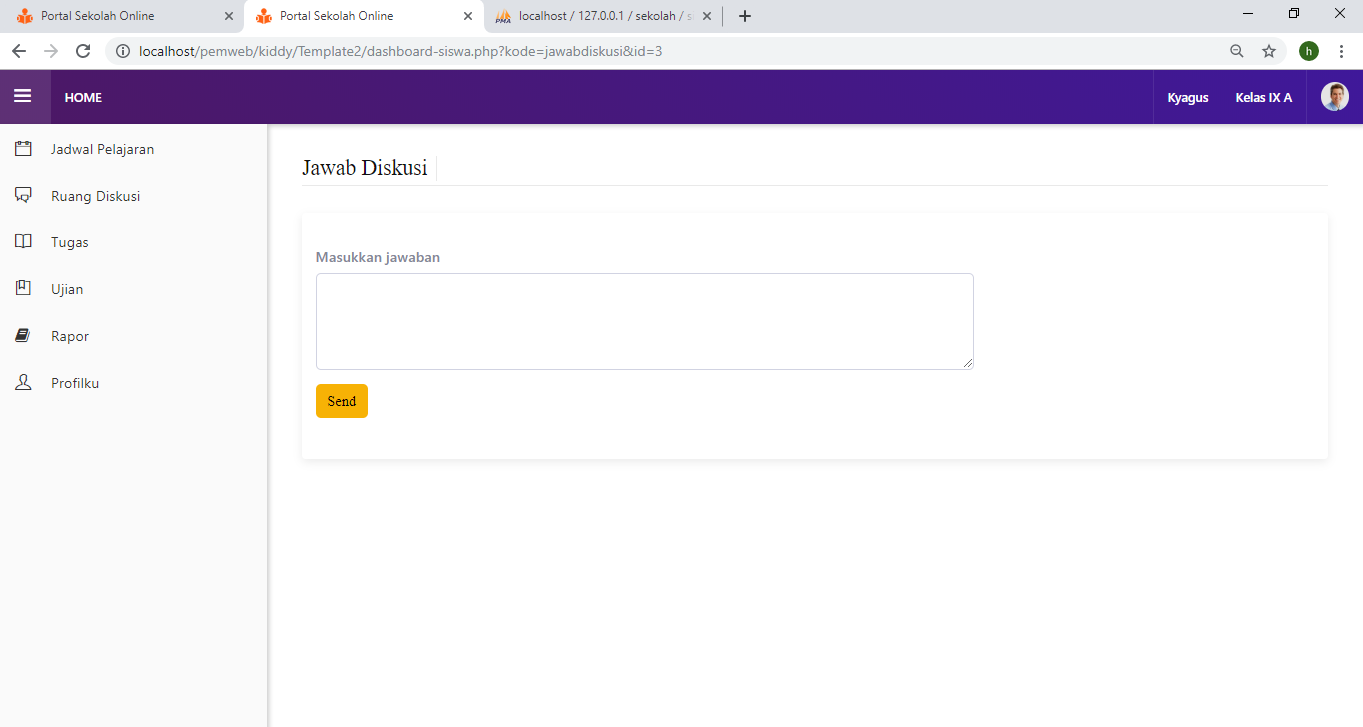 Portal Sekolah Online
Portal Sekolah Online
PMA localhost / 127.0.0.1 / sekolah / s
localhost/pemweb/kiddy/Template2/dashboard-siswa.php?kode=jawabdiskusi&id=3
h
HOME
Kyagus
Kelas IX A
Jadwal Pelajaran
Ruang Diskusi
Tugas
Ujian
Rapor
Profilku
Jawab Diskusi
Masukkan jawaban
Send